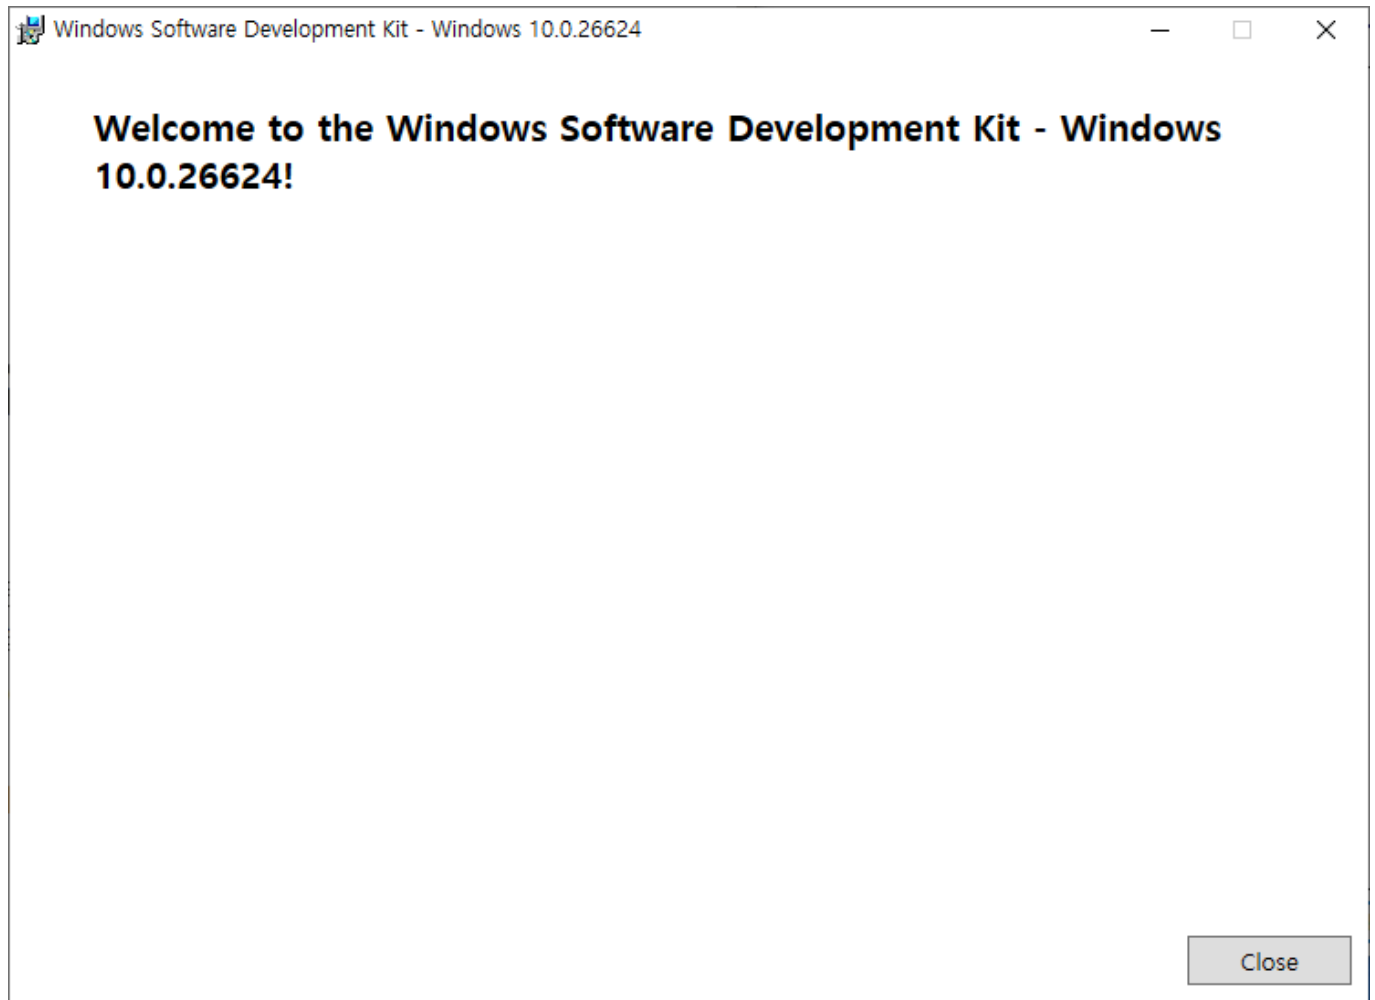 Windows Software Development Kit - Windows 10.0.26624
Welcome to the Windows Software Development Kit - Windows
10.0.26624!
Close